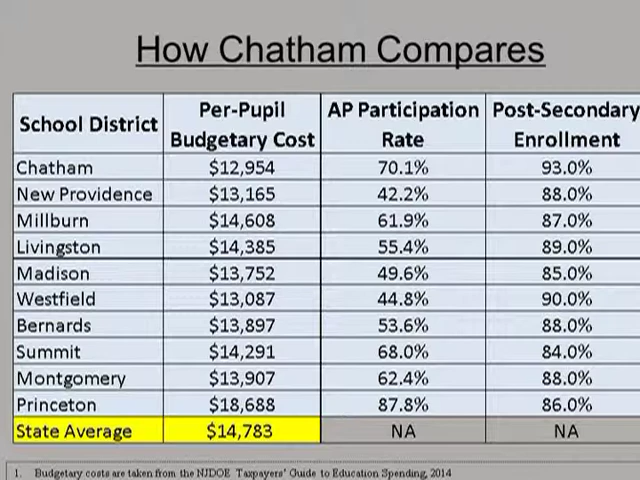 How Chatham Compares
School District Per-Pupil Budgetary Cost AP Participation Rate Post-Secondary Enrollment
Chatham $12,954 70.1% 93.0%
New Providence $13,165 42.2% 88.0%
Millburn $14,608 61.9% 87.0%
Livingston $14,385 55.4% 89.0%
Madison $13,752 49.6% 85.0%
Westfield $13,087 44.8% 90.0%
Bernards $13,897 53.6% 88.0%
Summit $14,291 68.0% 84.0%
Montgomery $13,907 62.4% 88.0%
Princeton $18,688 87.8% 86.0%
State Average $14,783 NA NA
1. Budgetary costs are taken from the NJDOE Taxpayers' Guide to Education Spending, 2014